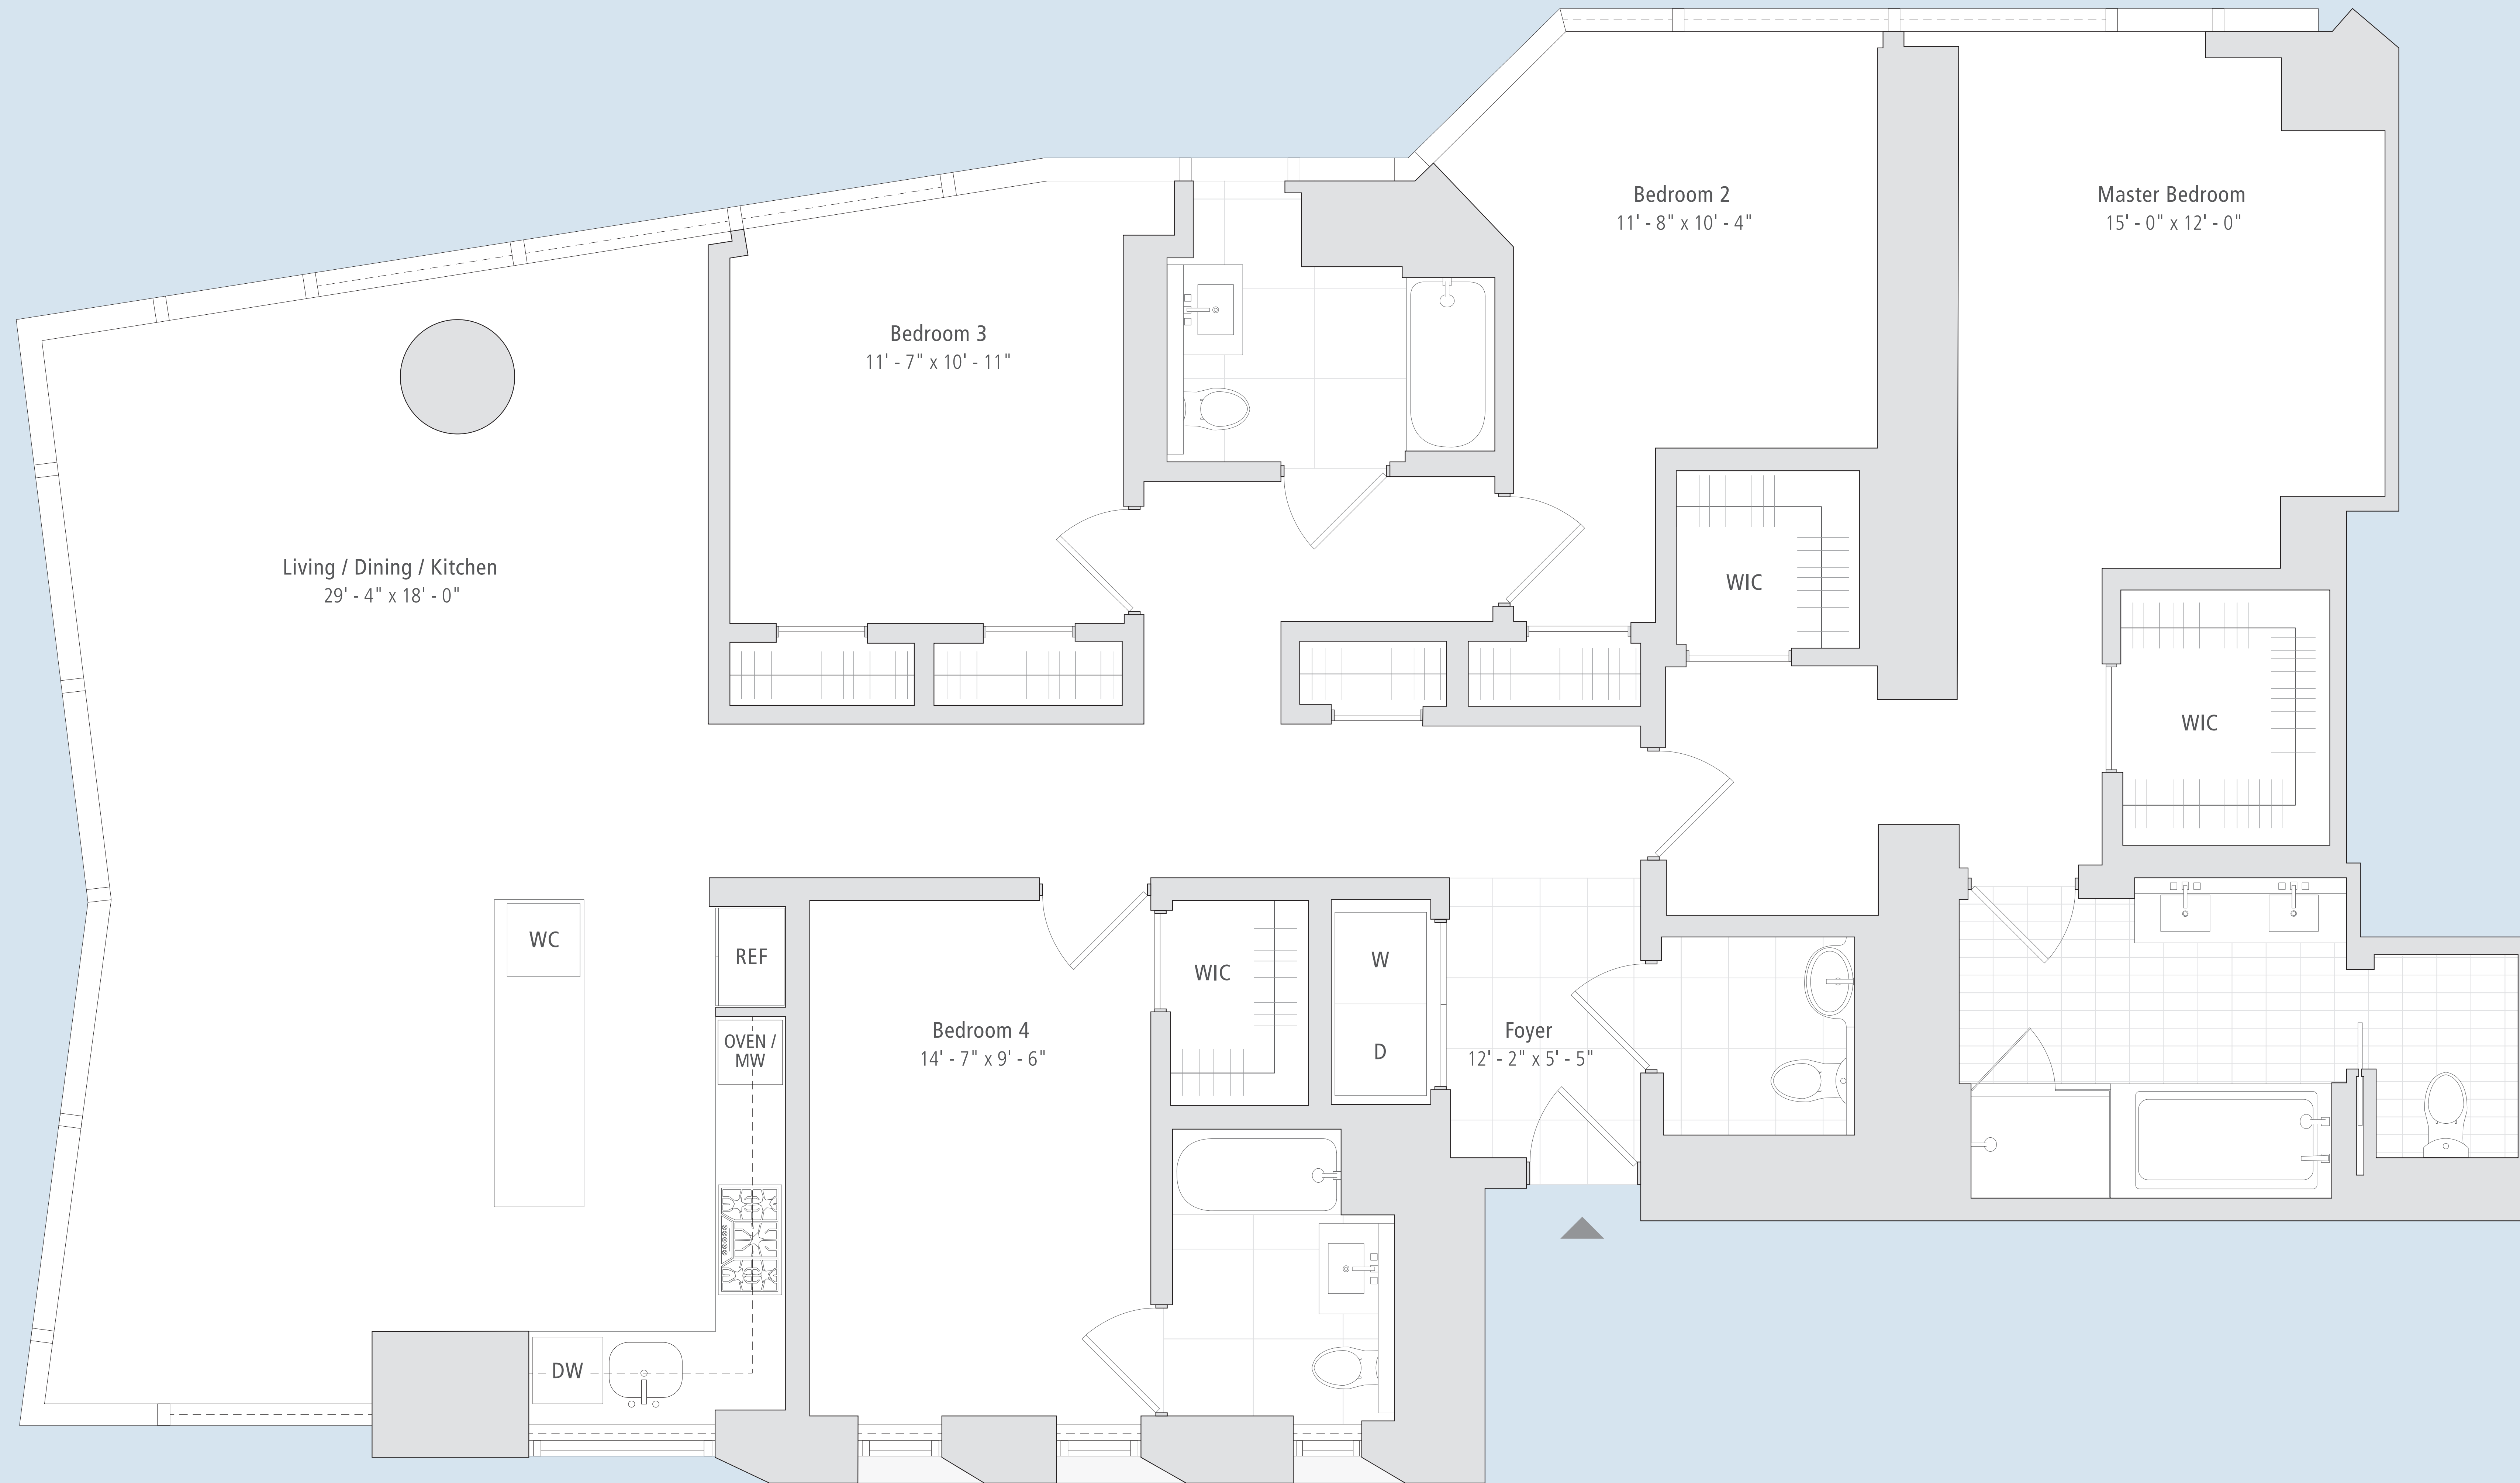 Bedroom 2
11' - 8" x 10' - 4"
Master Bedroom
15' - 0" x 12' - 0"
Bedroom 3
11' - 7" x 10' - 11"
Living / Dining / Kitchen
29' - 4" x 18' - 0"
WIC
WIC
WC
REF
WIC
W
OVEN /
MW
Bedroom 4
14' - 7" x 9' - 6"
D
Foyer
12' - 2" x 5' - 5"
DW